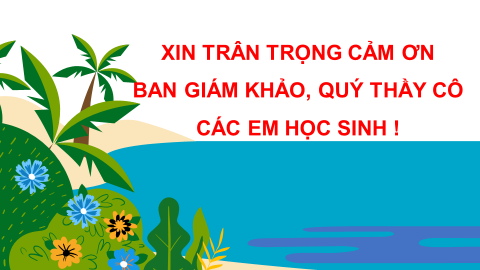 XIN TRÂN TRỌNG CẢM ƠN
BAN GIÁM KHẢO, QUÝ THẦY CÔ
CÁC EM HỌC SINH !